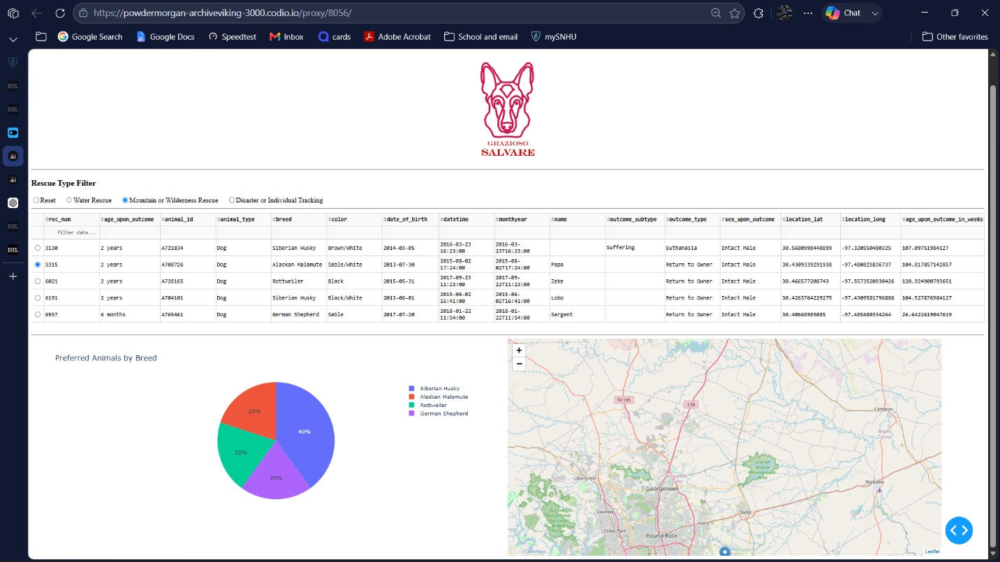 https://powdermorgan-archiveviking-3000.codio.io/proxy/8056/
Chat
Google Search
Google Docs
Speedtest
Inbox
cards
Adobe Acrobat
School and email
mySNHU
Other favorites
DZL
DZL
DZL
DZL
GRAZIOSO
SALVARE
Rescue Type Filter
Reset Water Rescue Mountain or Wilderness Rescue Disaster or Individual Tracking
rec_num age_upon_outcome animal_id animal_type breed color date_of_birth datetime monthyear name outcome_subtype outcome_type sex_upon_outcome location_lat location_long age_upon_outcome_in_weeks
filter data...
3130 2 years A721834 Dog Siberian Husky Brown/White 2014-03-05 2016-03-23 16:23:00 2016-03-23T16:23:00 Suffering Euthanasia Intact Male 30.5680998448899 -97.320550480325 107.09751984127
5315 2 years A708726 Dog Alaskan Malamute Sable/White 2013-07-30 2015-08-02 17:24:00 2015-08-02T17:24:00 Papa Return to Owner Intact Male 30.4309339291938 -97.480825836737 104.817857142857
6021 2 years A728165 Dog Rottweiler Black 2015-05-31 2017-09-23 11:23:00 2017-09-23T11:23:00 Zeke Return to Owner Intact Male 30.466577208743 -97.5573520930426 120.924900793651
6191 2 years A704101 Dog Siberian Husky Black/White 2013-06-01 2015-06-02 16:41:00 2015-06-02T16:41:00 Lobo Return to Owner Intact Male 30.4263764229275 -97.4309581796886 104.527876984127
6557 6 months A765461 Dog German Shepherd Sable 2017-07-20 2018-01-22 11:54:00 2018-01-22T11:54:00 Sargent Return to Owner Intact Male 30.40668985085 -97.485680334264 26.6422619047619
Preferred Animals by Breed
Siberian Husky
Alaskan Malamute
Rottweiler
German Shepherd
20%
40%
20%
20%
+
−
TX 195
I 35
Cameron
Milam
County
Granger
Wildlife
Management
Area
Liberty Hill
Williamson
County
Georgetown
Rockdale
Leander
Balcones
Canyonlands
National
Wildlife
Refuge
Taylor
Hutto
Cedar Park
Round Rock
Lake Travis
Leaflet